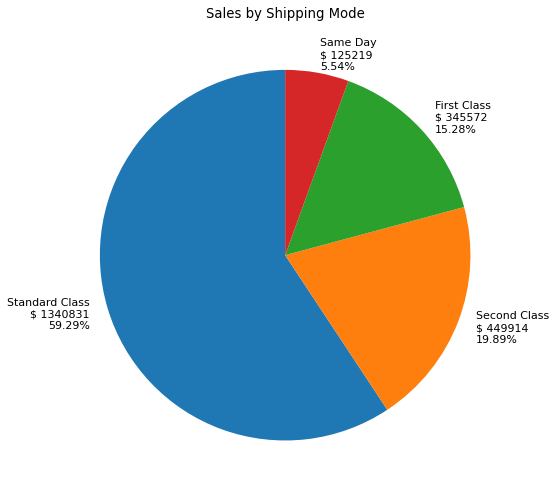 Sales by Shipping Mode
Same Day
$ 125219
5.54%
First Class
$ 345572
15.28%
Standard Class
$ 1340831
59.29%
Second Class
$ 449914
19.89%